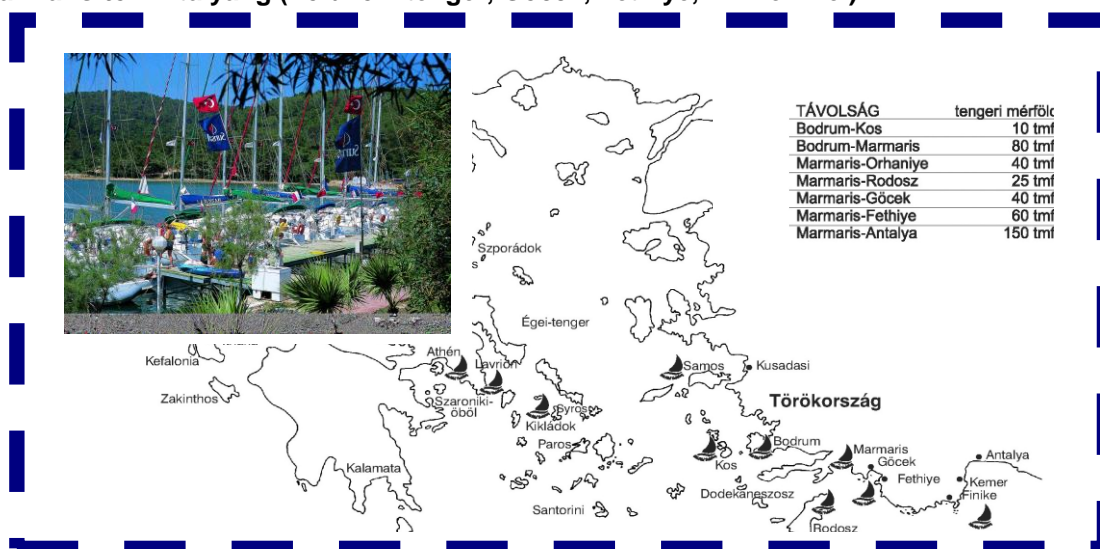 TÁVOLSÁG tengeri mérföld
Bodrum-Kos 10 tmf
Bodrum-Marmaris 80 tmf
Marmaris-Orhaniye 40 tmf
Marmaris-Rodosz 25 tmf
Marmaris-Göcek 40 tmf
Marmaris-Fethiye 60 tmf
Marmaris-Antalya 150 tmf
Szporádok
Égei-tenger
Kefalonia
Athén
Lavrion
Samos
Kusadasi
Zakinthos
Szaroniki-
öböl
Syros
Kikládok
Törökország
Paros
Bodrum
Kos
Marmaris
Göcek
Antalya
Kalamata
Fethiye
Kemer
Dodekaneszosz
Finike
Santorini
Rodosz